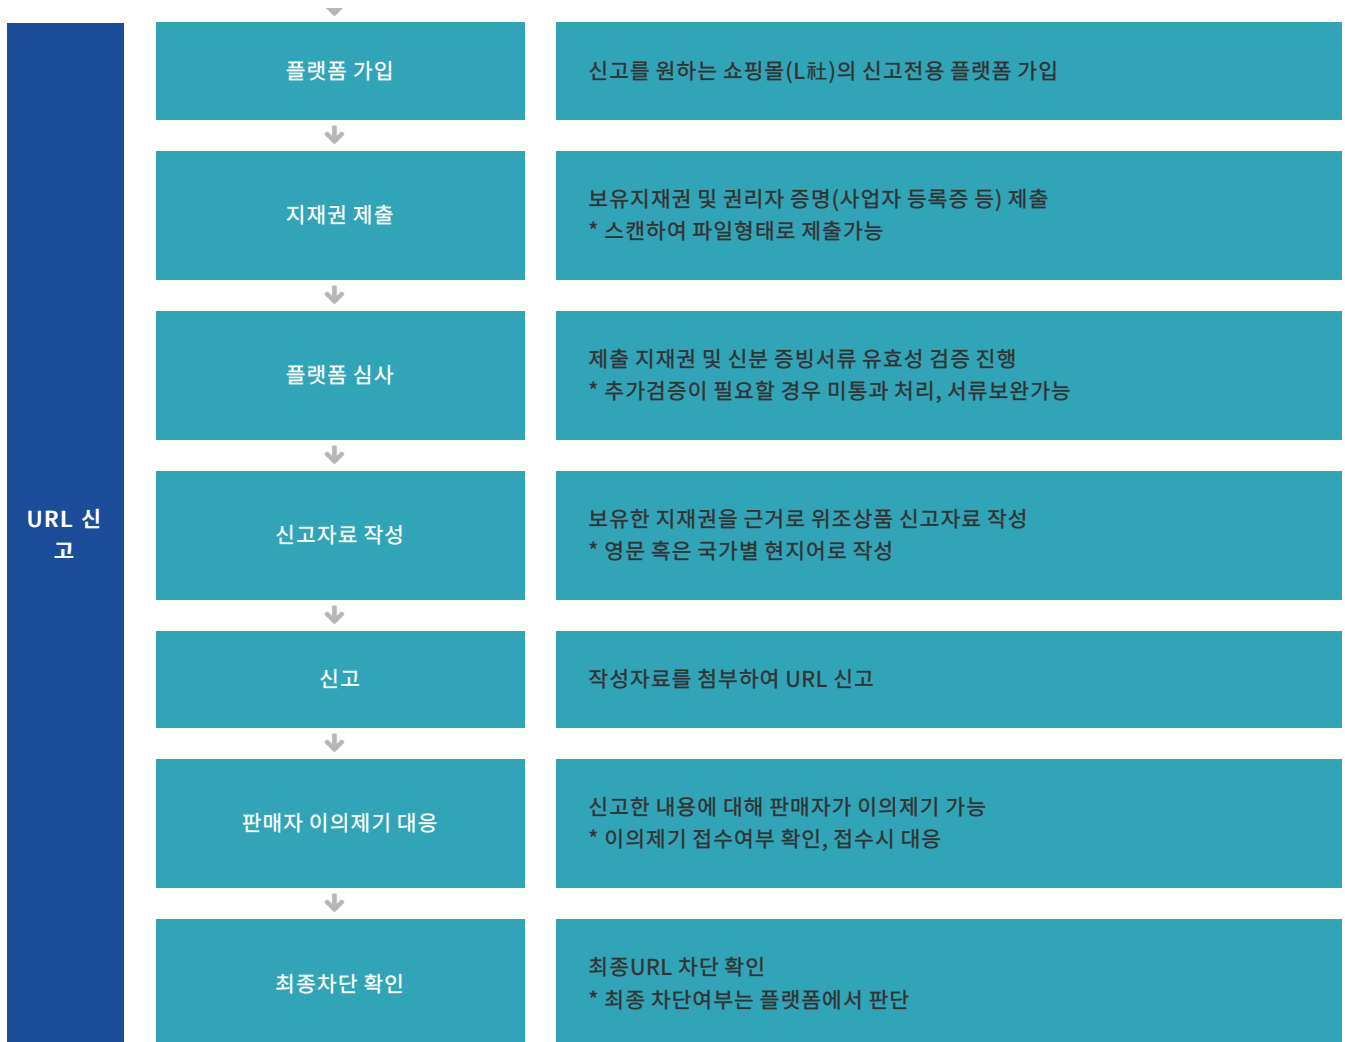 URL 신
고
플랫폼 가입
신고를 원하는 쇼핑몰(L社)의 신고전용 플랫폼 가입
지재권 제출
보유지재권 및 권리자 증명(사업자 등록증 등) 제출
* 스캔하여 파일형태로 제출가능
플랫폼 심사
제출 지재권 및 신분 증빙서류 유효성 검증 진행
* 추가검증이 필요할 경우 미통과 처리, 서류보완가능
신고자료 작성
보유한 지재권을 근거로 위조상품 신고자료 작성
* 영문 혹은 국가별 현지어로 작성
신고
작성자료를 첨부하여 URL 신고
판매자 이의제기 대응
신고한 내용에 대해 판매자가 이의제기 가능
* 이의제기 접수여부 확인, 접수시 대응
최종차단 확인
최종URL 차단 확인
* 최종 차단여부는 플랫폼에서 판단